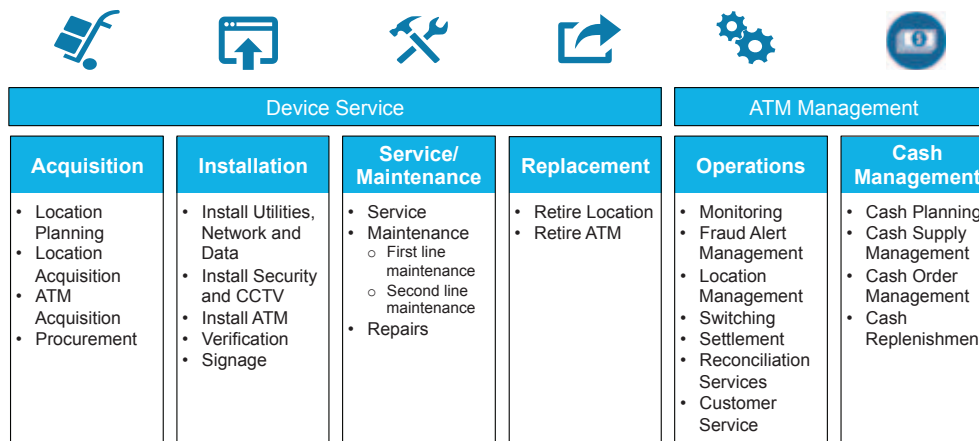 Device Service
ATM Management
Acquisition
• Location
Planning
• Location
Acquisition
• ATM
Acquisition
• Procurement
Installation
• Install Utilities,
Network and
Data
• Install Security
and CCTV
• Install ATM
• Verification
• Signage
Service/
Maintenance
• Service
• Maintenance
○ First line
maintenance
○ Second line
maintenance
• Repairs
Replacement
• Retire Location
• Retire ATM
Operations
• Monitoring
• Fraud Alert
Management
• Location
Management
• Switching
• Settlement
• Reconciliation
Services
• Customer
Service
Cash
Management
• Cash Planning
• Cash Supply
Management
• Cash Order
Management
• Cash
Replenishmen